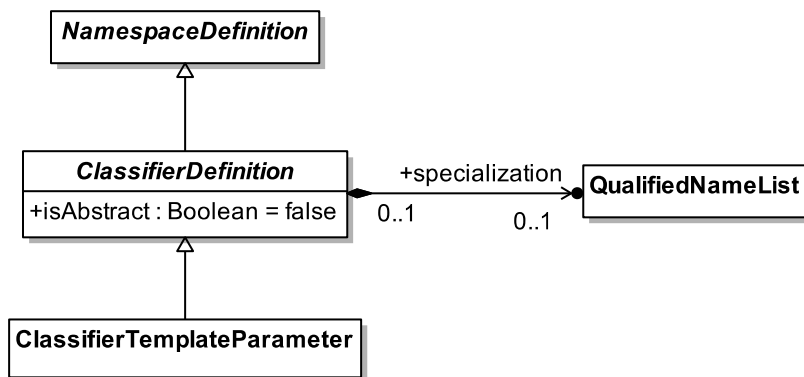 NamespaceDefinition
ClassifierDefinition
+isAbstract : Boolean = false
+specialization
0..1
0..1
QualifiedNameList
ClassifierTemplateParameter